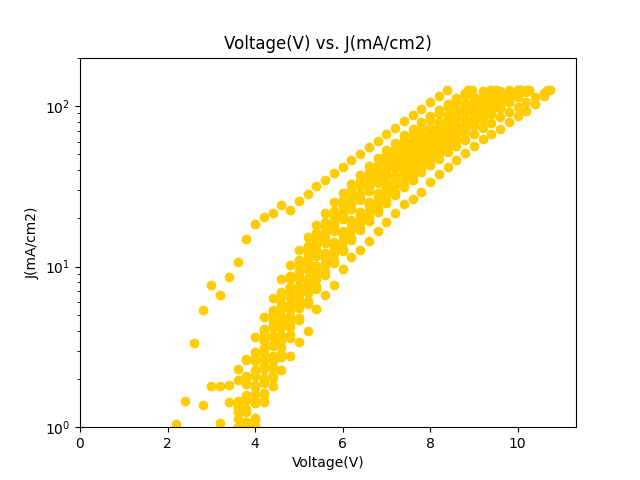 Voltage(V) vs. J(mA/cm2)
10²
10¹
10⁰
J(mA/cm2)
0 2 4 6 8 10
Voltage(V)